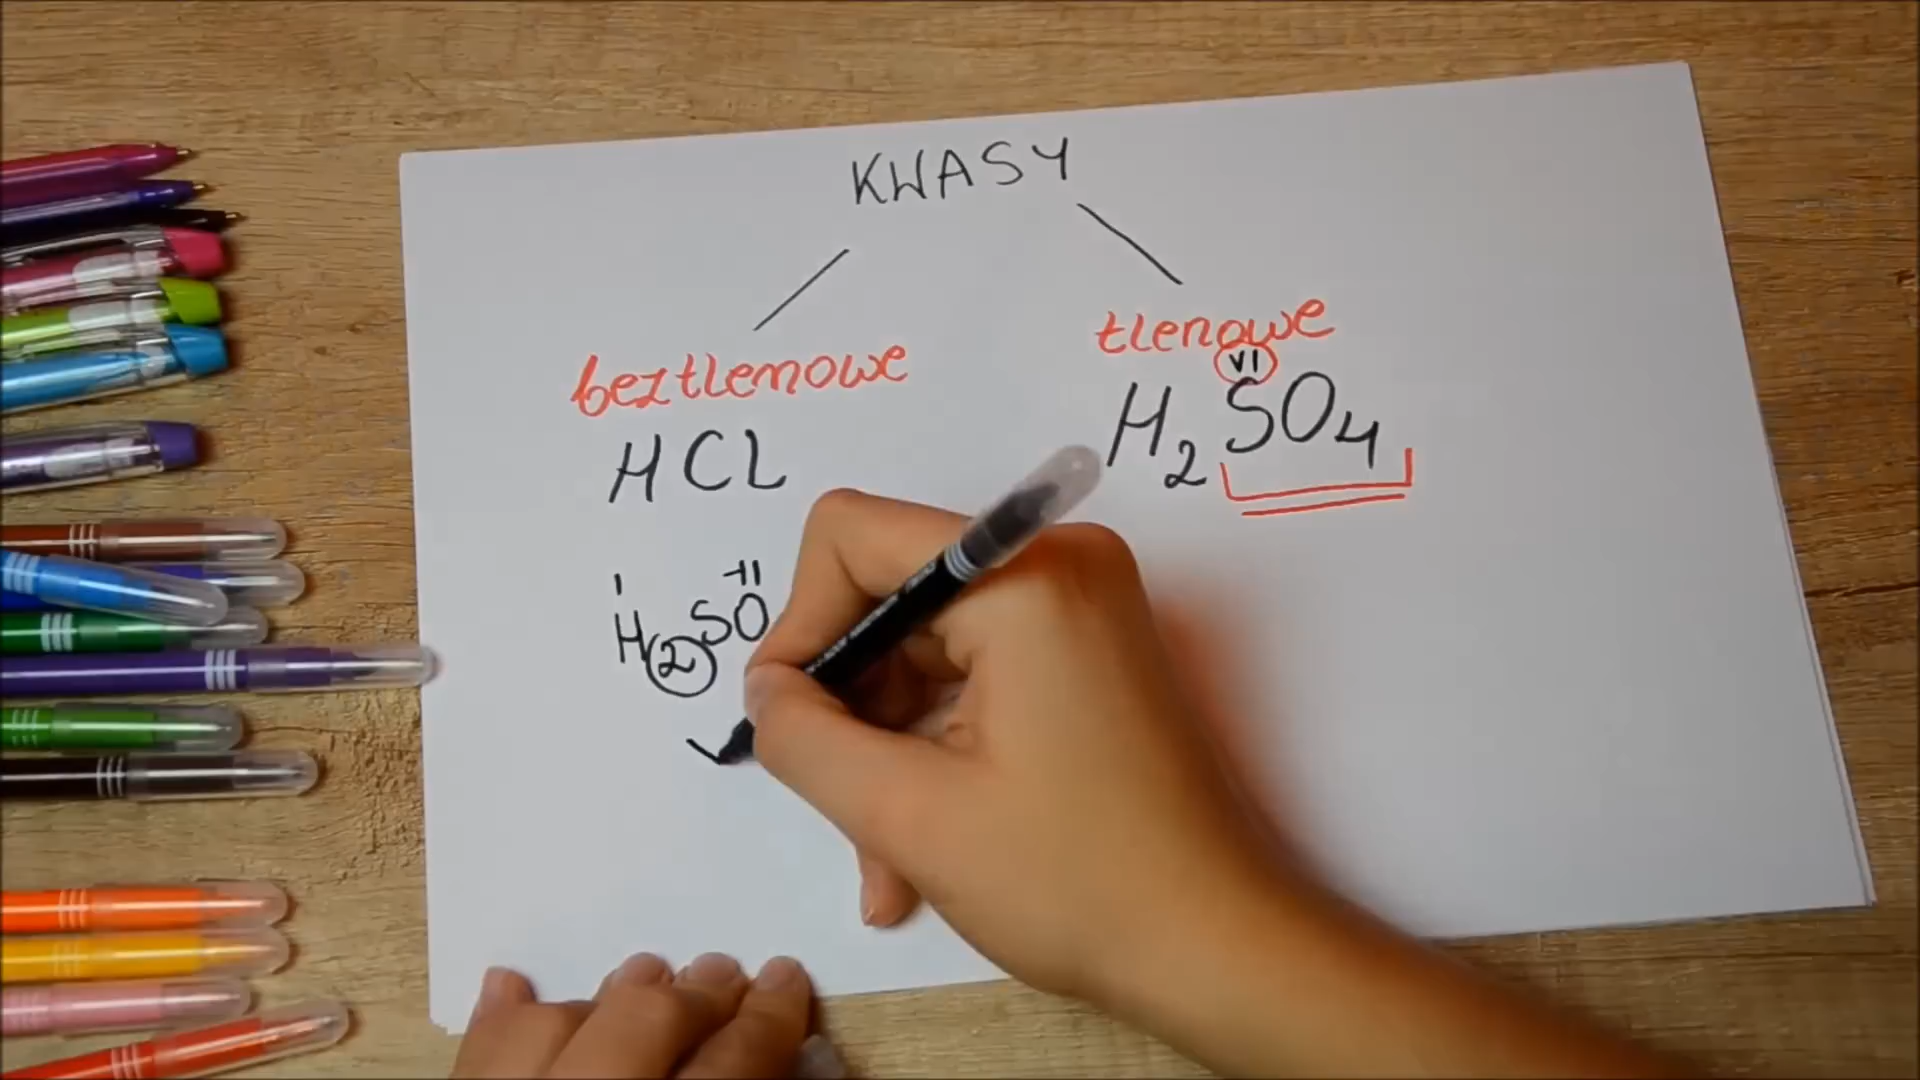 KWASY
beztlenowe
tlenowe
HCL
VI
H2SO4
I -II
H2SO